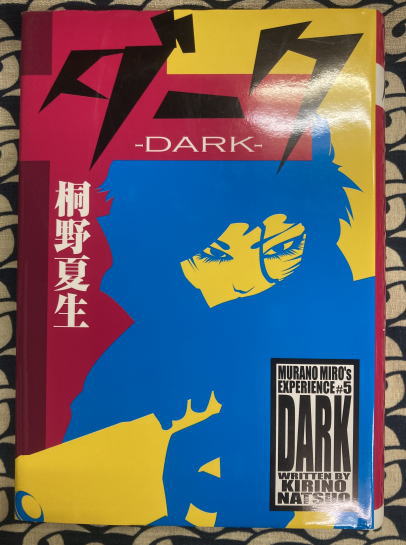 ダーク
-DARK-
桐野夏生
MURANO MIRO's
EXPERIENCE #5
DARK
WRITTEN BY
KIRINO
NATSUO